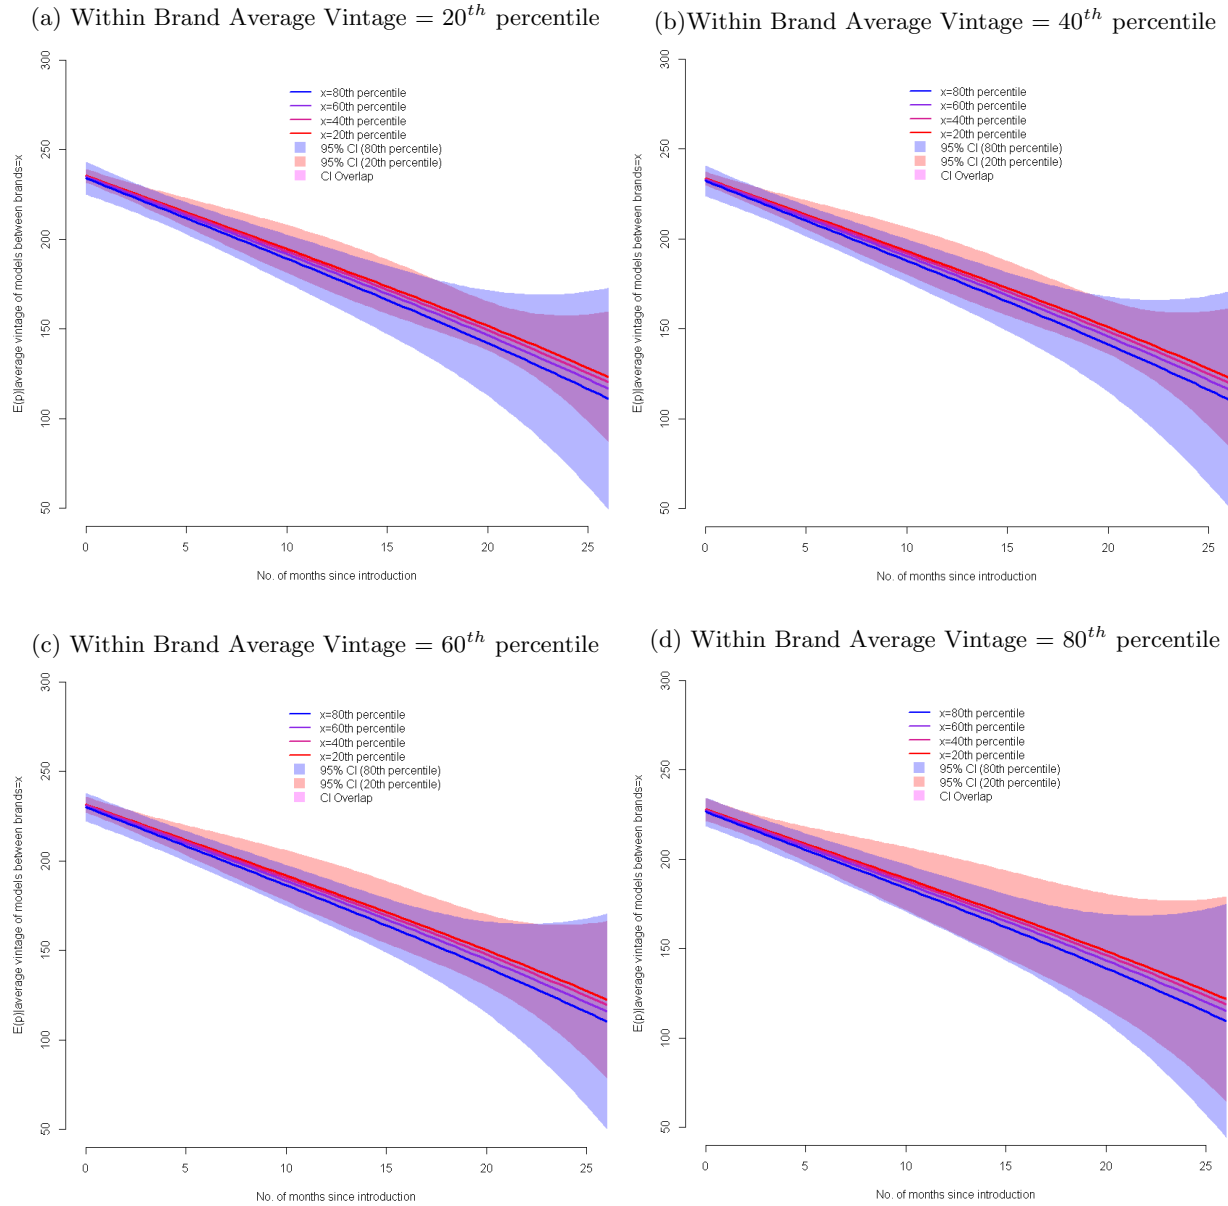 (a) Within Brand Average Vintage = 20th percentile
300
250
200
150
100
50
E(p)|average vintage of models between brands=x
x=80th percentile
x=60th percentile
x=40th percentile
x=20th percentile
95% CI (80th percentile)
95% CI (20th percentile)
CI Overlap
0 5 10 15 20 25
No. of months since introduction
(b)Within Brand Average Vintage = 40th percentile
300
250
200
150
100
50
E(p)|average vintage of models between brands=x
x=80th percentile
x=60th percentile
x=40th percentile
x=20th percentile
95% CI (80th percentile)
95% CI (20th percentile)
CI Overlap
0 5 10 15 20 25
No. of months since introduction
(c) Within Brand Average Vintage = 60th percentile
300
250
200
150
100
50
E(p)|average vintage of models between brands=x
x=80th percentile
x=60th percentile
x=40th percentile
x=20th percentile
95% CI (80th percentile)
95% CI (20th percentile)
CI Overlap
0 5 10 15 20 25
No. of months since introduction
(d) Within Brand Average Vintage = 80th percentile
300
250
200
150
100
50
E(p)|average vintage of models between brands=x
x=80th percentile
x=60th percentile
x=40th percentile
x=20th percentile
95% CI (80th percentile)
95% CI (20th percentile)
CI Overlap
0 5 10 15 20 25
No. of months since introduction